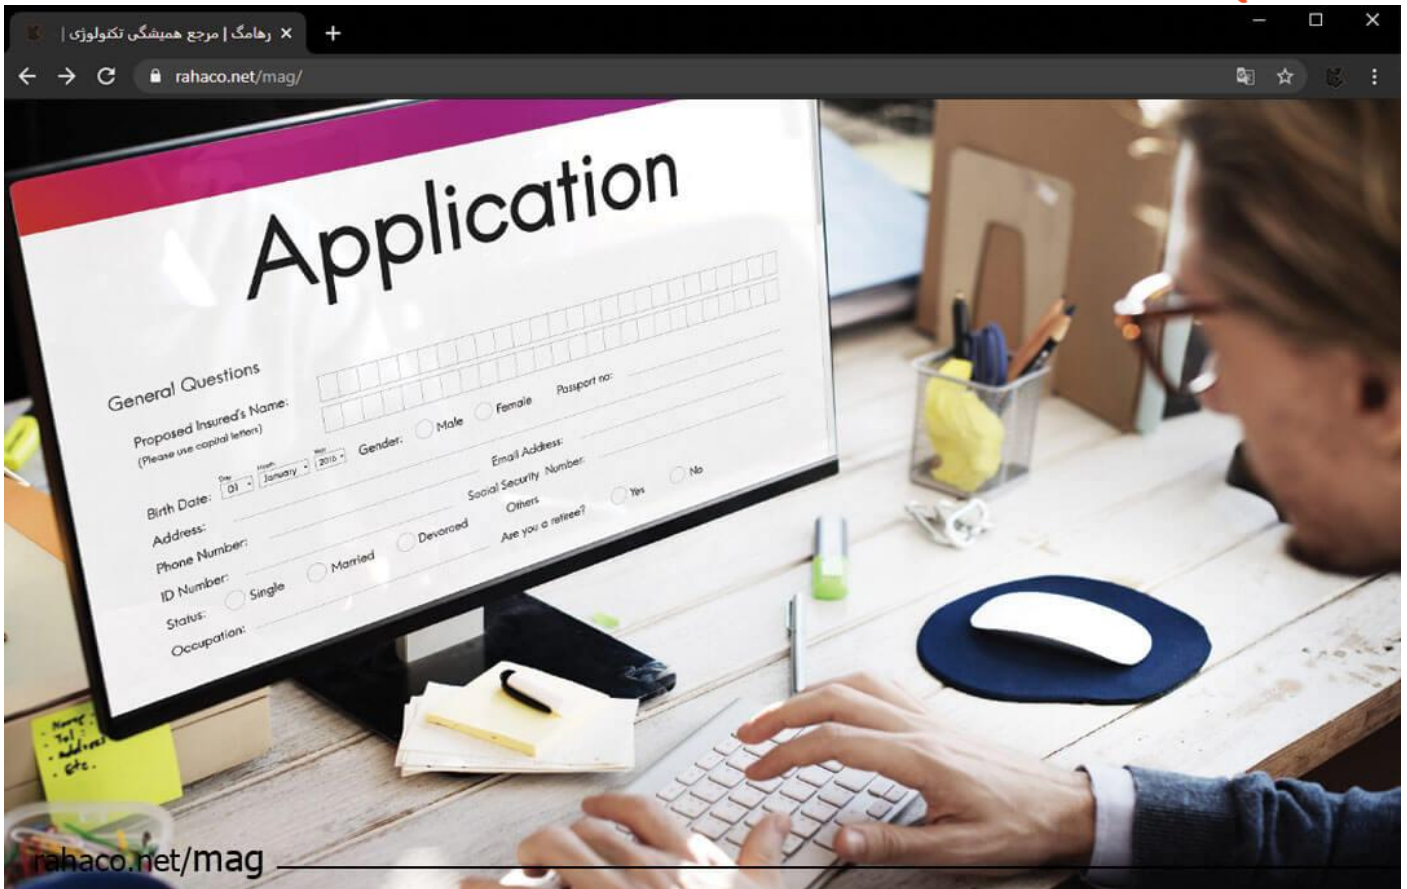 رهامگ | مرجع همیشگی تکنولوژی |
rahaco.net/mag/
Application
General Questions
Proposed Insured's Name:
(Please use capital letters)
Day Month Year
Birth Date: 01 January 2016 Gender: Male Female Passport no:
Address:
Email Address:
Phone Number:
Social Security Number:
ID Number:
Others
Status: Single Married Devorced
Are you a retiree? Yes No
Occupation:
Name:
. Tel:
. address
. etc.
rahaco.net/mag